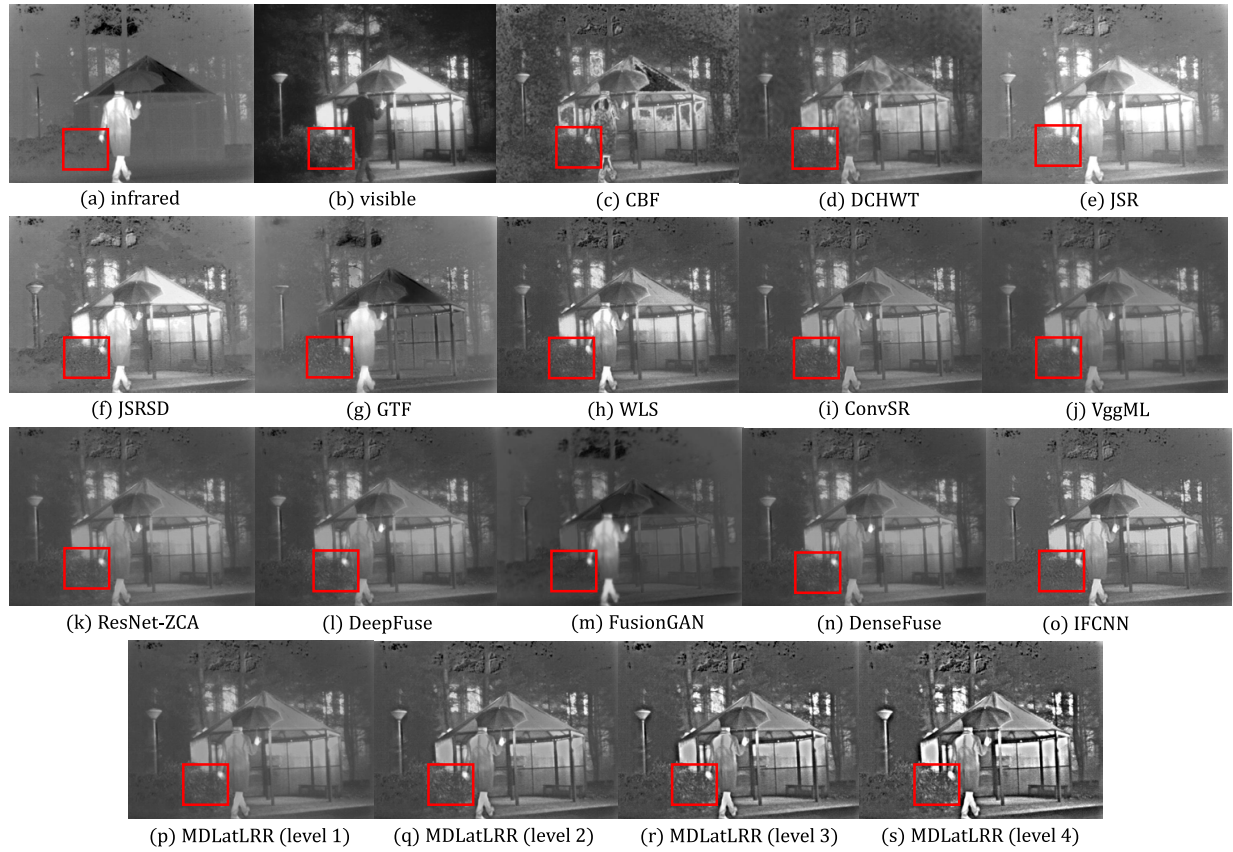 (a) infrared
(b) visible
(c) CBF
(d) DCHWT
(e) JSR
(f) JSRSD
(g) GTF
(h) WLS
(i) ConvSR
(j) VggML
(k) ResNet-ZCA
(l) DeepFuse
(m) FusionGAN
(n) DenseFuse
(o) IFCNN
(p) MDLatLRR (level 1)
(q) MDLatLRR (level 2)
(r) MDLatLRR (level 3)
(s) MDLatLRR (level 4)